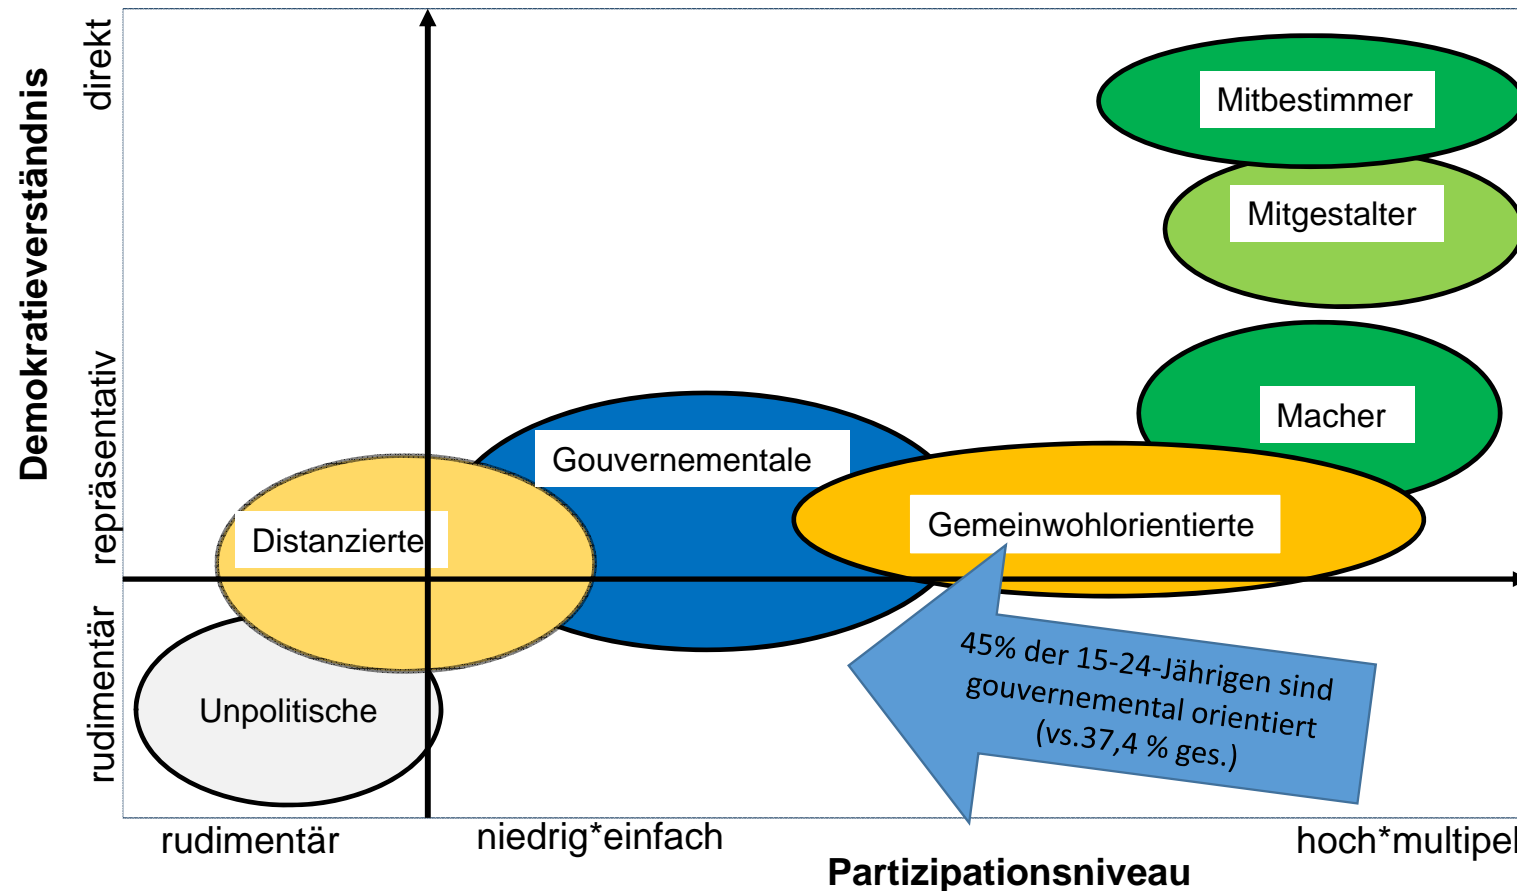 Demokratieverständnis
direkt
repräsentativ
rudimentär
Mitbestimmer
Mitgestalter
Macher
Gouvernementale
Gemeinwohlorientierte
Distanzierte
Unpolitische
45% der 15-24-Jährigen sind
gouvernemental orientiert
(vs.37,4 % ges.)
rudimentär
niedrig*einfach
hoch*multipel
Partizipationsniveau